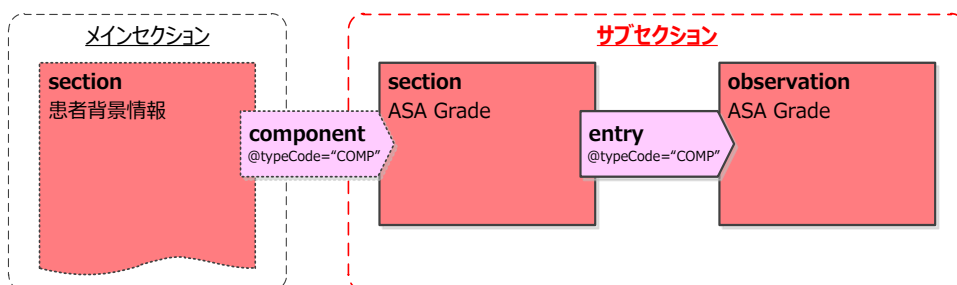 メインセクション
サブセクション
section
患者背景情報
component
@typeCode=“COMP”
section
ASA Grade
entry
@typeCode=“COMP”
observation
ASA Grade